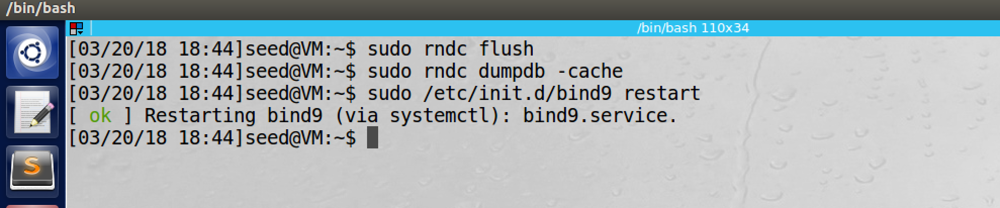 /bin/bash
/bin/bash 110x34
[03/20/18 18:44]seed@VM:~$ sudo rndc flush
[03/20/18 18:44]seed@VM:~$ sudo rndc dumpdb -cache
[03/20/18 18:44]seed@VM:~$ sudo /etc/init.d/bind9 restart
[ ok ] Restarting bind9 (via systemctl): bind9.service.
[03/20/18 18:44]seed@VM:~$
S